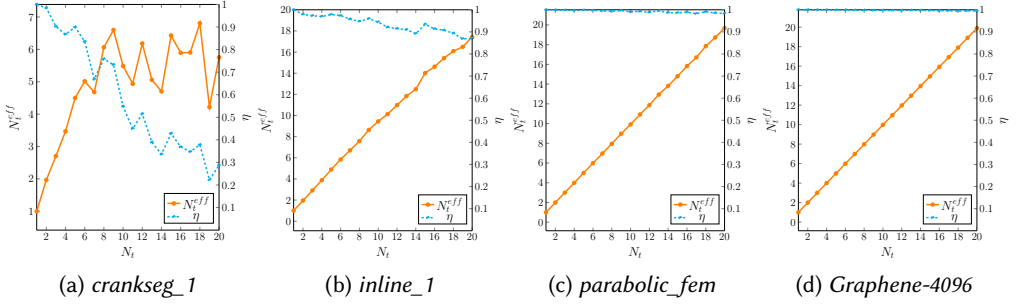 7
6
5
4
3
2
1
N_t^{eff}
1
0.9
0.8
0.7
0.6
0.5
0.4
0.3
0.2
0.1
η
2 4 6 8 10 12 14 16 18 20
N_t
N_t^{eff}
η
(a) crankseg_1
20
18
16
14
12
10
8
6
4
2
0
N_t^{eff}
1
0.9
0.8
0.7
0.6
0.5
0.4
0.3
0.2
0.1
η
2 4 6 8 10 12 14 16 18 20
N_t
N_t^{eff}
η
(b) inline_1
20
18
16
14
12
10
8
6
4
2
0
N_t^{eff}
1
0.9
0.8
0.7
0.6
0.5
0.4
0.3
0.2
0.1
η
2 4 6 8 10 12 14 16 18 20
N_t
N_t^{eff}
η
(c) parabolic_fem
20
18
16
14
12
10
8
6
4
2
0
N_t^{eff}
1
0.9
0.8
0.7
0.6
0.5
0.4
0.3
0.2
0.1
η
2 4 6 8 10 12 14 16 18 20
N_t
N_t^{eff}
η
(d) Graphene-4096